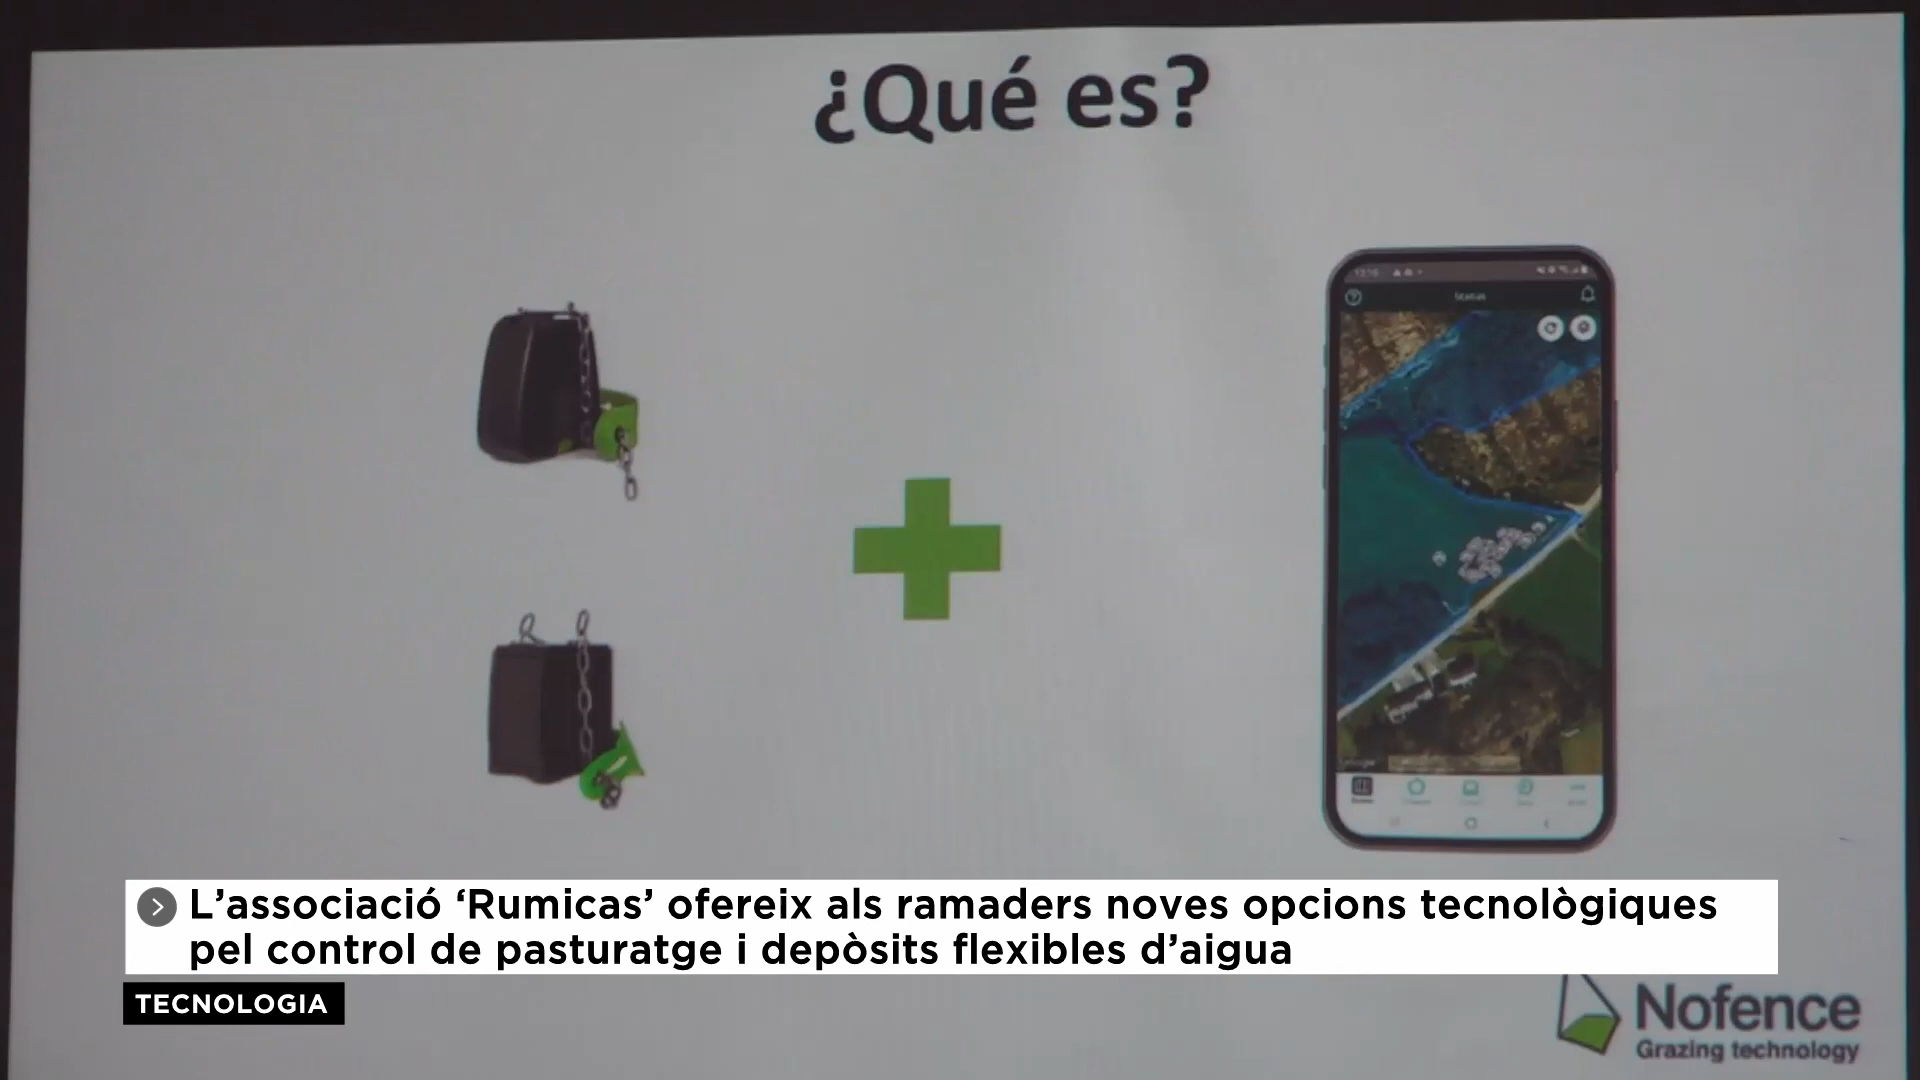 ¿Qué es?
Status
L'associació 'Rumicas' ofereix als ramaders noves opcions tecnològiques
pel control de pasturatge i depòsits flexibles d'aigua
TECNOLOGIA
Nofence
Grazing technology